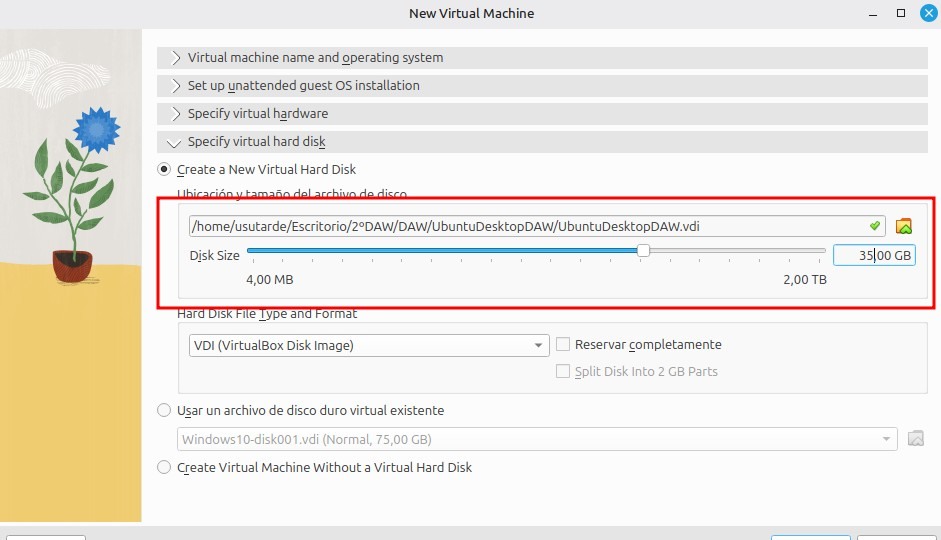 New Virtual Machine
Virtual machine name and operating system
Set up unattended guest OS installation
Specify virtual hardware
Specify virtual hard disk
Create a New Virtual Hard Disk
Ubicación y tamaño del archivo de disco
/home/usutarde/Escritorio/2ºDAW/DAW/UbuntuDesktopDAW/UbuntuDesktopDAW.vdi
Disk Size 35,00 GB
4,00 MB 2,00 TB
Hard Disk File Type and Format
VDI (VirtualBox Disk Image) Reservar completamente
Split Disk Into 2 GB Parts
Usar un archivo de disco duro virtual existente
Windows10-disk001.vdi (Normal, 75,00 GB)
Create Virtual Machine Without a Virtual Hard Disk